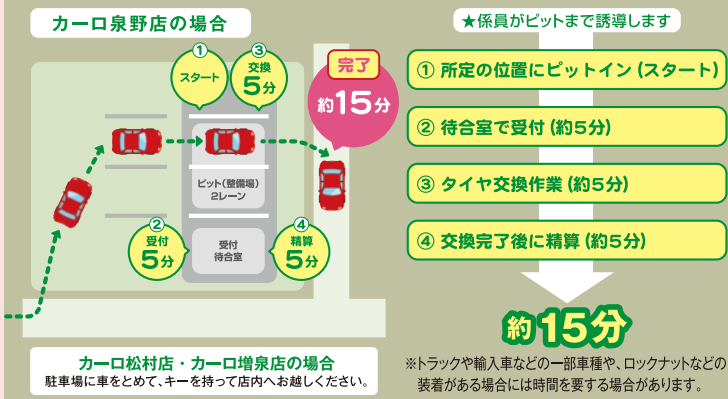 カーロ泉野店の場合
① スタート
③ 交換 5分
完了
約15分
ピット(整備場)
2レーン
② 受付 5分
受付
待合室
④ 精算 5分
カーロ松村店・カーロ増泉店の場合
駐車場に車をとめて、キーを持って店内へお越しください。
★係員がピットまで誘導します
① 所定の位置にピットイン(スタート)
② 待合室で受付(約5分)
③ タイヤ交換作業(約5分)
④ 交換完了後に精算(約5分)
約15分
※トラックや輸入車などの一部車種や、ロックナットなどの
装着がある場合には時間を要する場合があります。